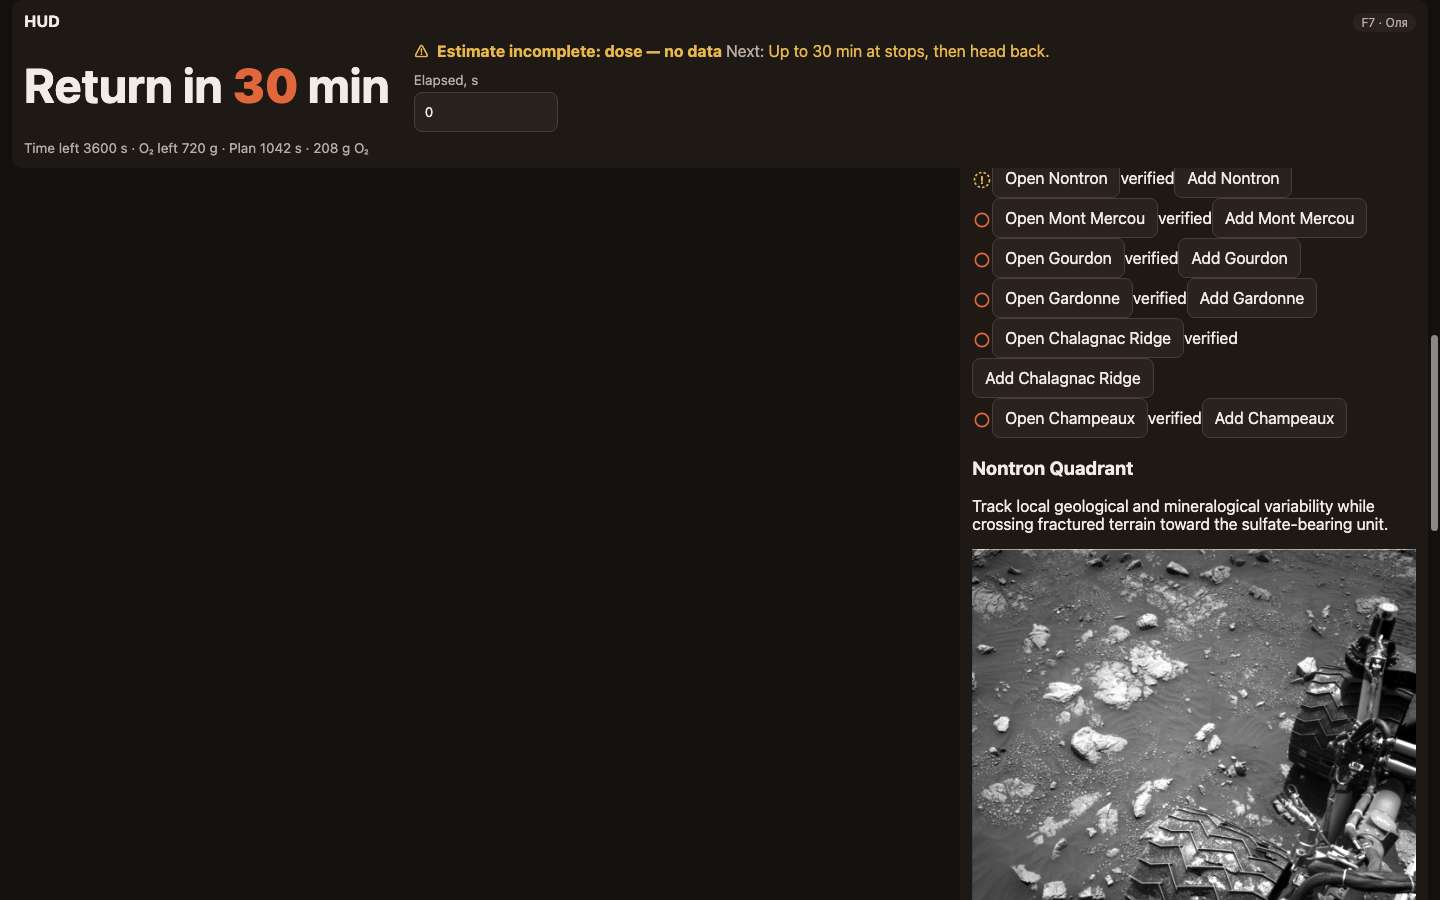 HUD
F7 · Оля
Return in 30 min
⚠ Estimate incomplete: dose — no data Next: Up to 30 min at stops, then head back.
Elapsed, s
0
Time left 3600 s · O₂ left 720 g · Plan 1042 s · 208 g O₂
Open Nontron verified Add Nontron
Open Mont Mercou verified Add Mont Mercou
Open Gourdon verified Add Gourdon
Open Gardonne verified Add Gardonne
Open Chalagnac Ridge verified
Add Chalagnac Ridge
Open Champeaux verified Add Champeaux
Nontron Quadrant
Track local geological and mineralogical variability while
crossing fractured terrain toward the sulfate-bearing unit.